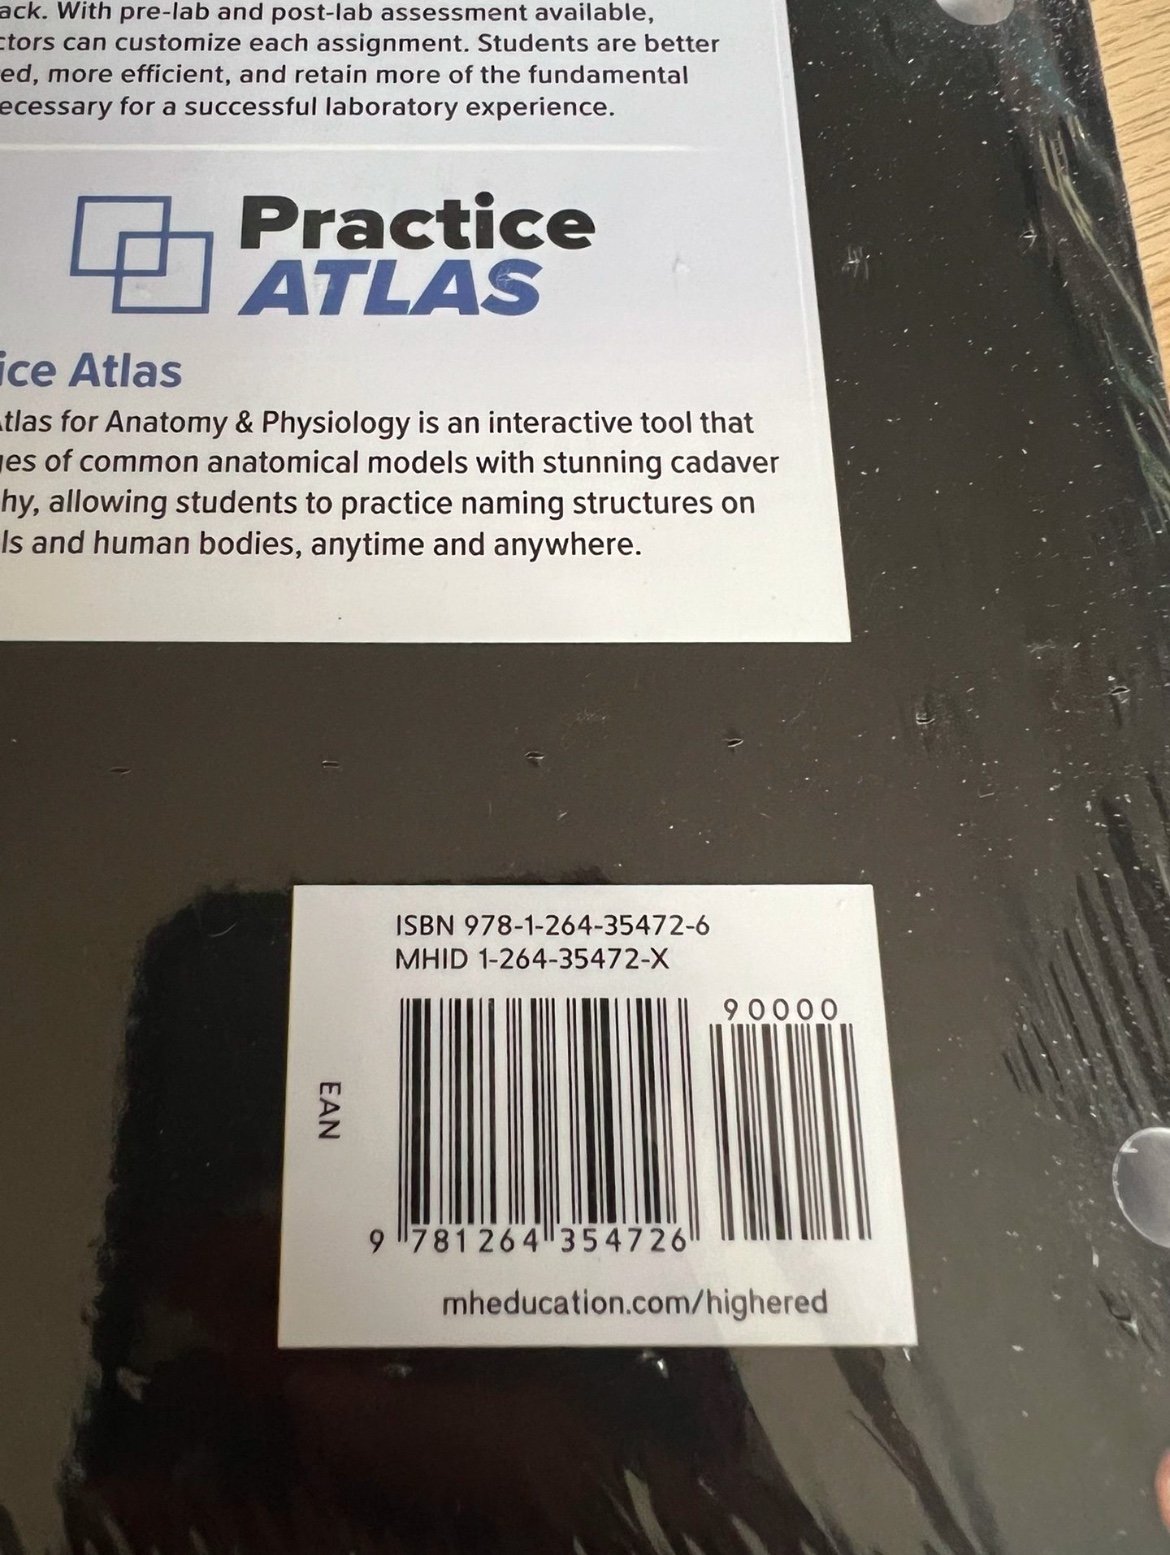 ack. With pre-lab and post-lab assessment available,
ctors can customize each assignment. Students are better
ed, more efficient, and retain more of the fundamental
ecessary for a successful laboratory experience.
Practice
ATLAS
ice Atlas
tlas for Anatomy & Physiology is an interactive tool that
es of common anatomical models with stunning cadaver
hy, allowing students to practice naming structures on
ls and human bodies, anytime and anywhere.
ISBN 978-1-264-35472-6
MHID 1-264-35472-X
90000
EAN
9 781264 354726
mheducation.com/highered